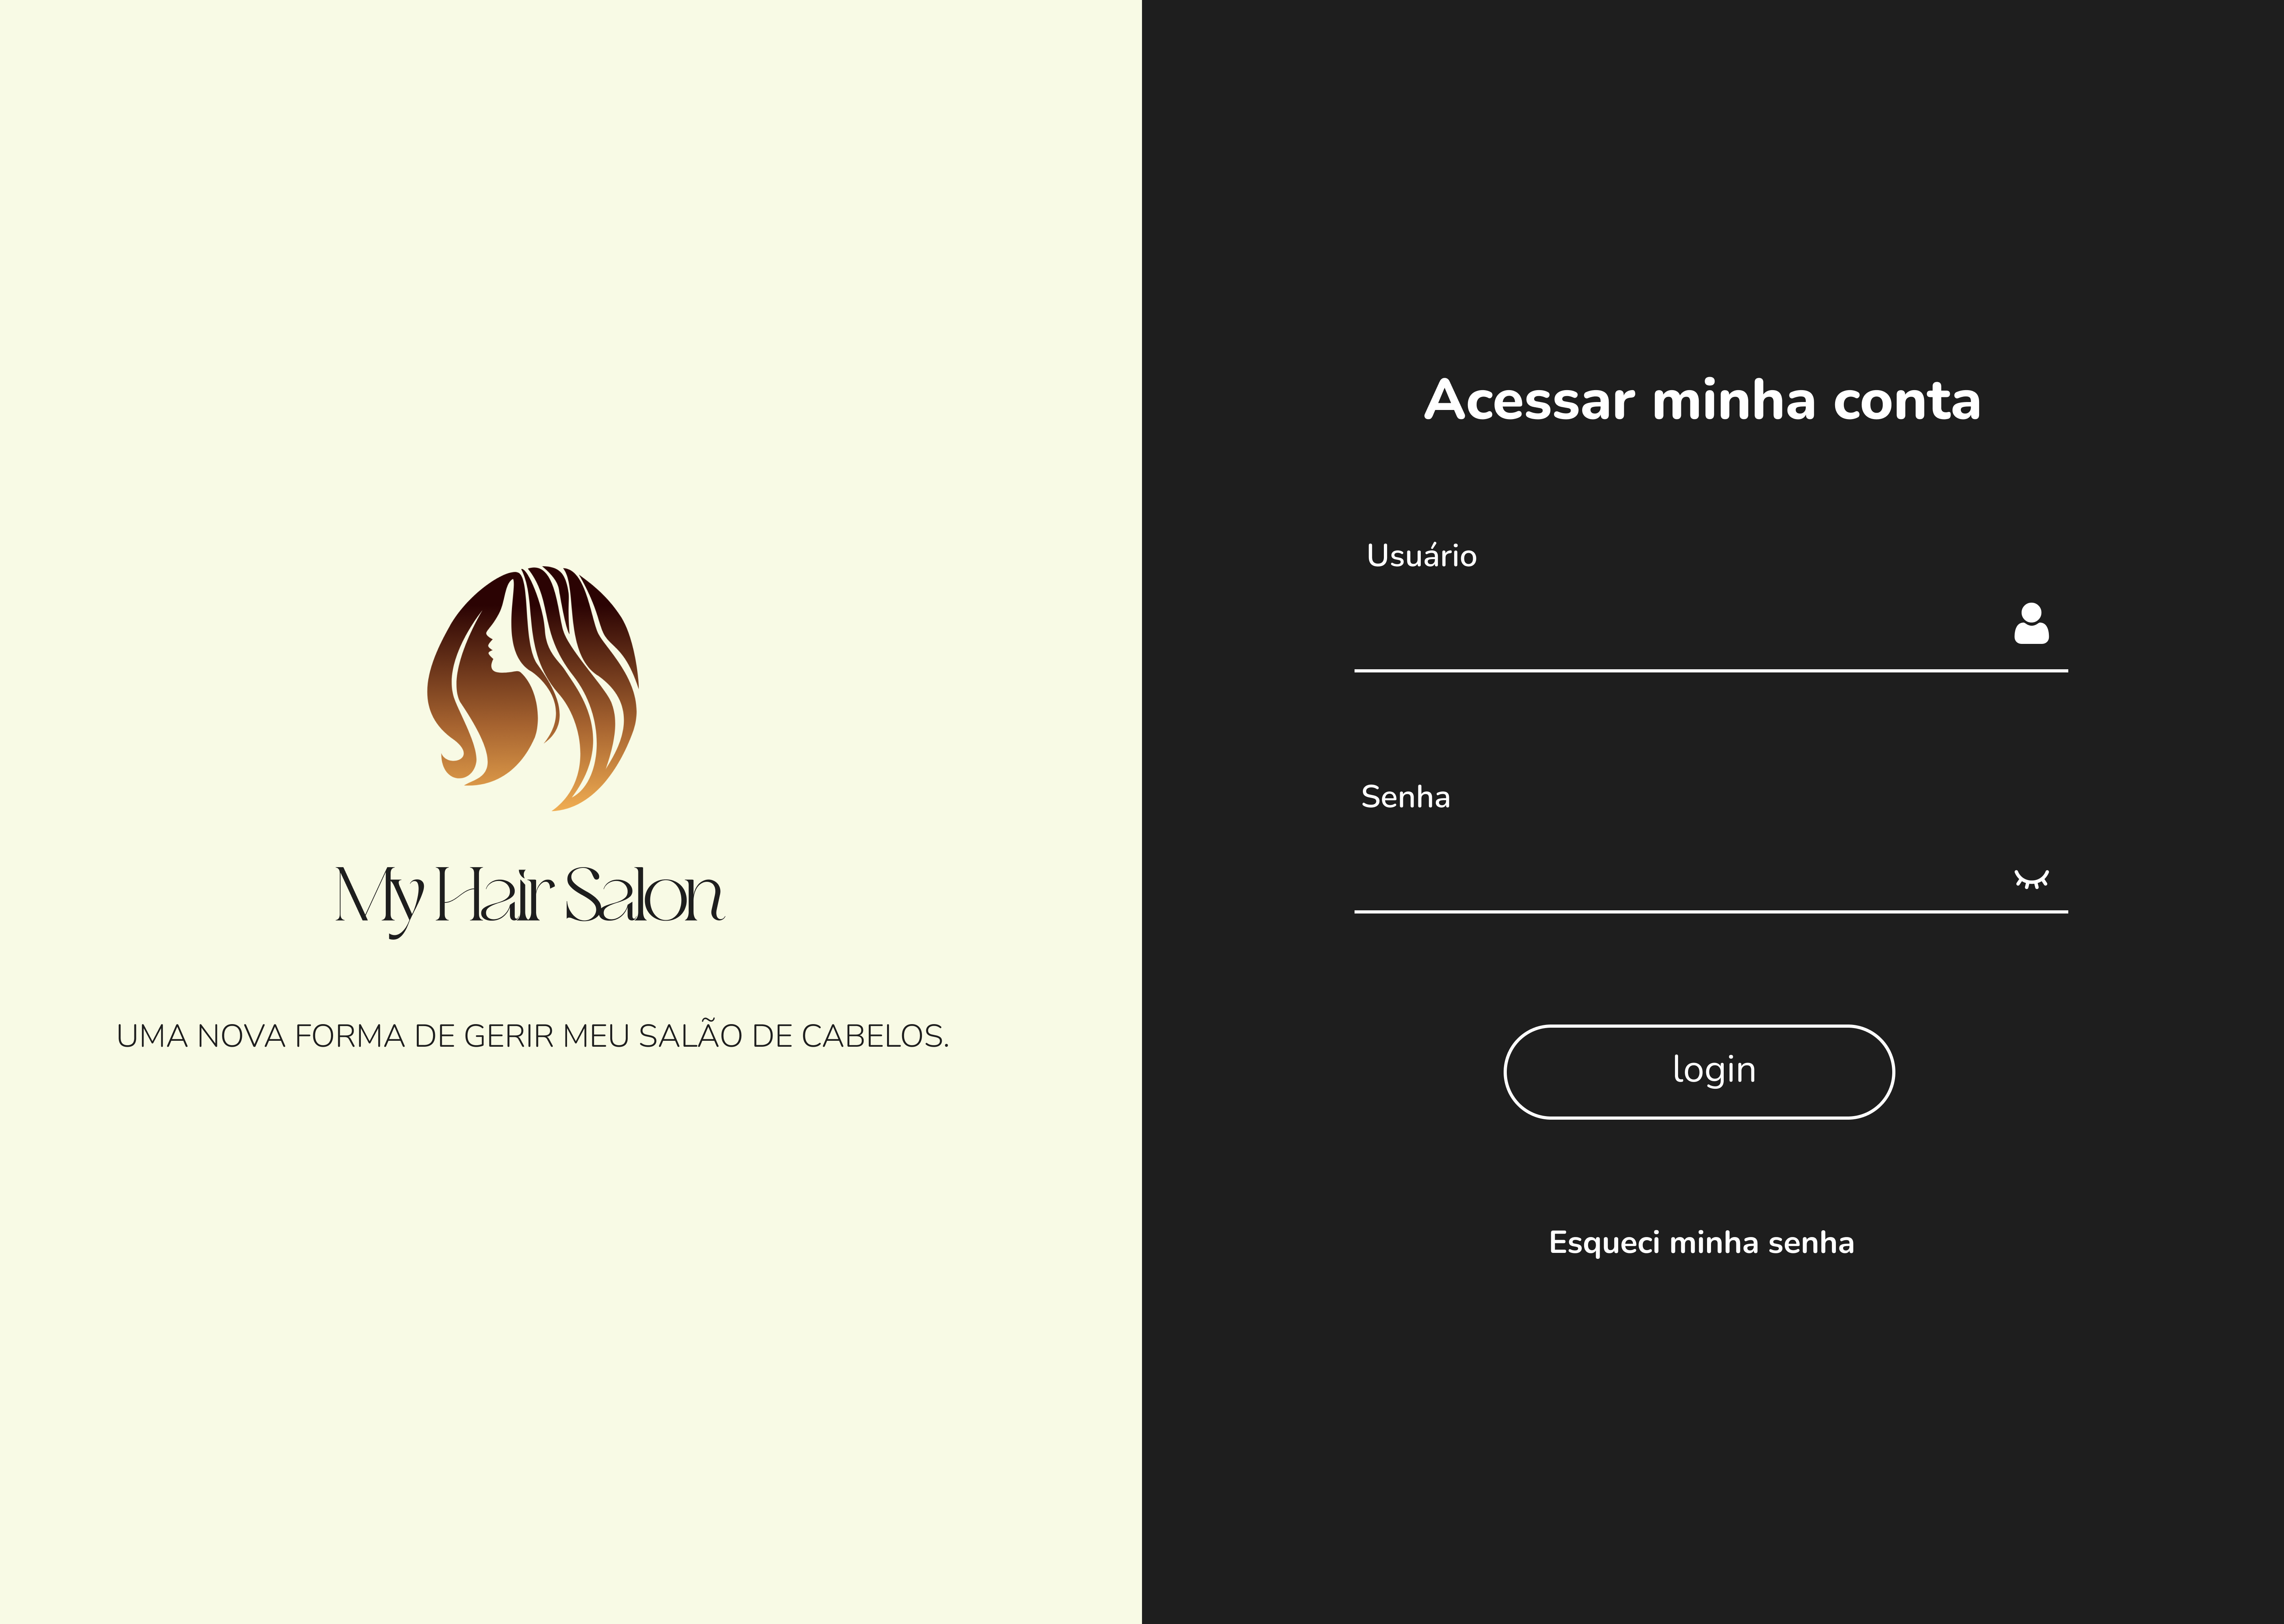 My Hair Salon
UMA NOVA FORMA DE GERIR MEU SALÃO DE CABELOS.
Acessar minha conta
Usuário
Senha
login
Esqueci minha senha